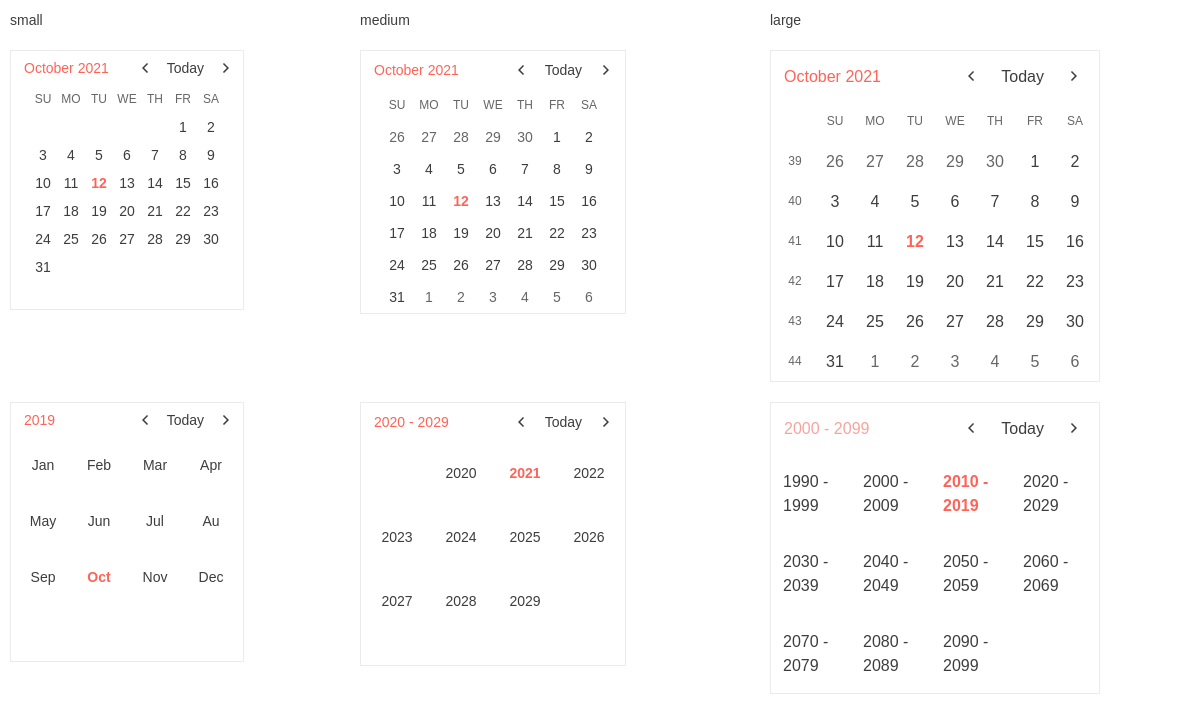 small
October 2021 Today
SU MO TU WE TH FR SA
1 2
3 4 5 6 7 8 9
10 11 12 13 14 15 16
17 18 19 20 21 22 23
24 25 26 27 28 29 30
31
medium
October 2021 Today
SU MO TU WE TH FR SA
26 27 28 29 30 1 2
3 4 5 6 7 8 9
10 11 12 13 14 15 16
17 18 19 20 21 22 23
24 25 26 27 28 29 30
31 1 2 3 4 5 6
large
October 2021 Today
SU MO TU WE TH FR SA
39 26 27 28 29 30 1 2
40 3 4 5 6 7 8 9
41 10 11 12 13 14 15 16
42 17 18 19 20 21 22 23
43 24 25 26 27 28 29 30
44 31 1 2 3 4 5 6
2019 Today
Jan Feb Mar Apr
May Jun Jul Au
Sep Oct Nov Dec
2020 - 2029 Today
2020 2021 2022
2023 2024 2025 2026
2027 2028 2029
2000 - 2099 Today
1990 - 2000 - 2010 - 2020 -
1999 2009 2019 2029
2030 - 2040 - 2050 - 2060 -
2039 2049 2059 2069
2070 - 2080 - 2090 -
2079 2089 2099